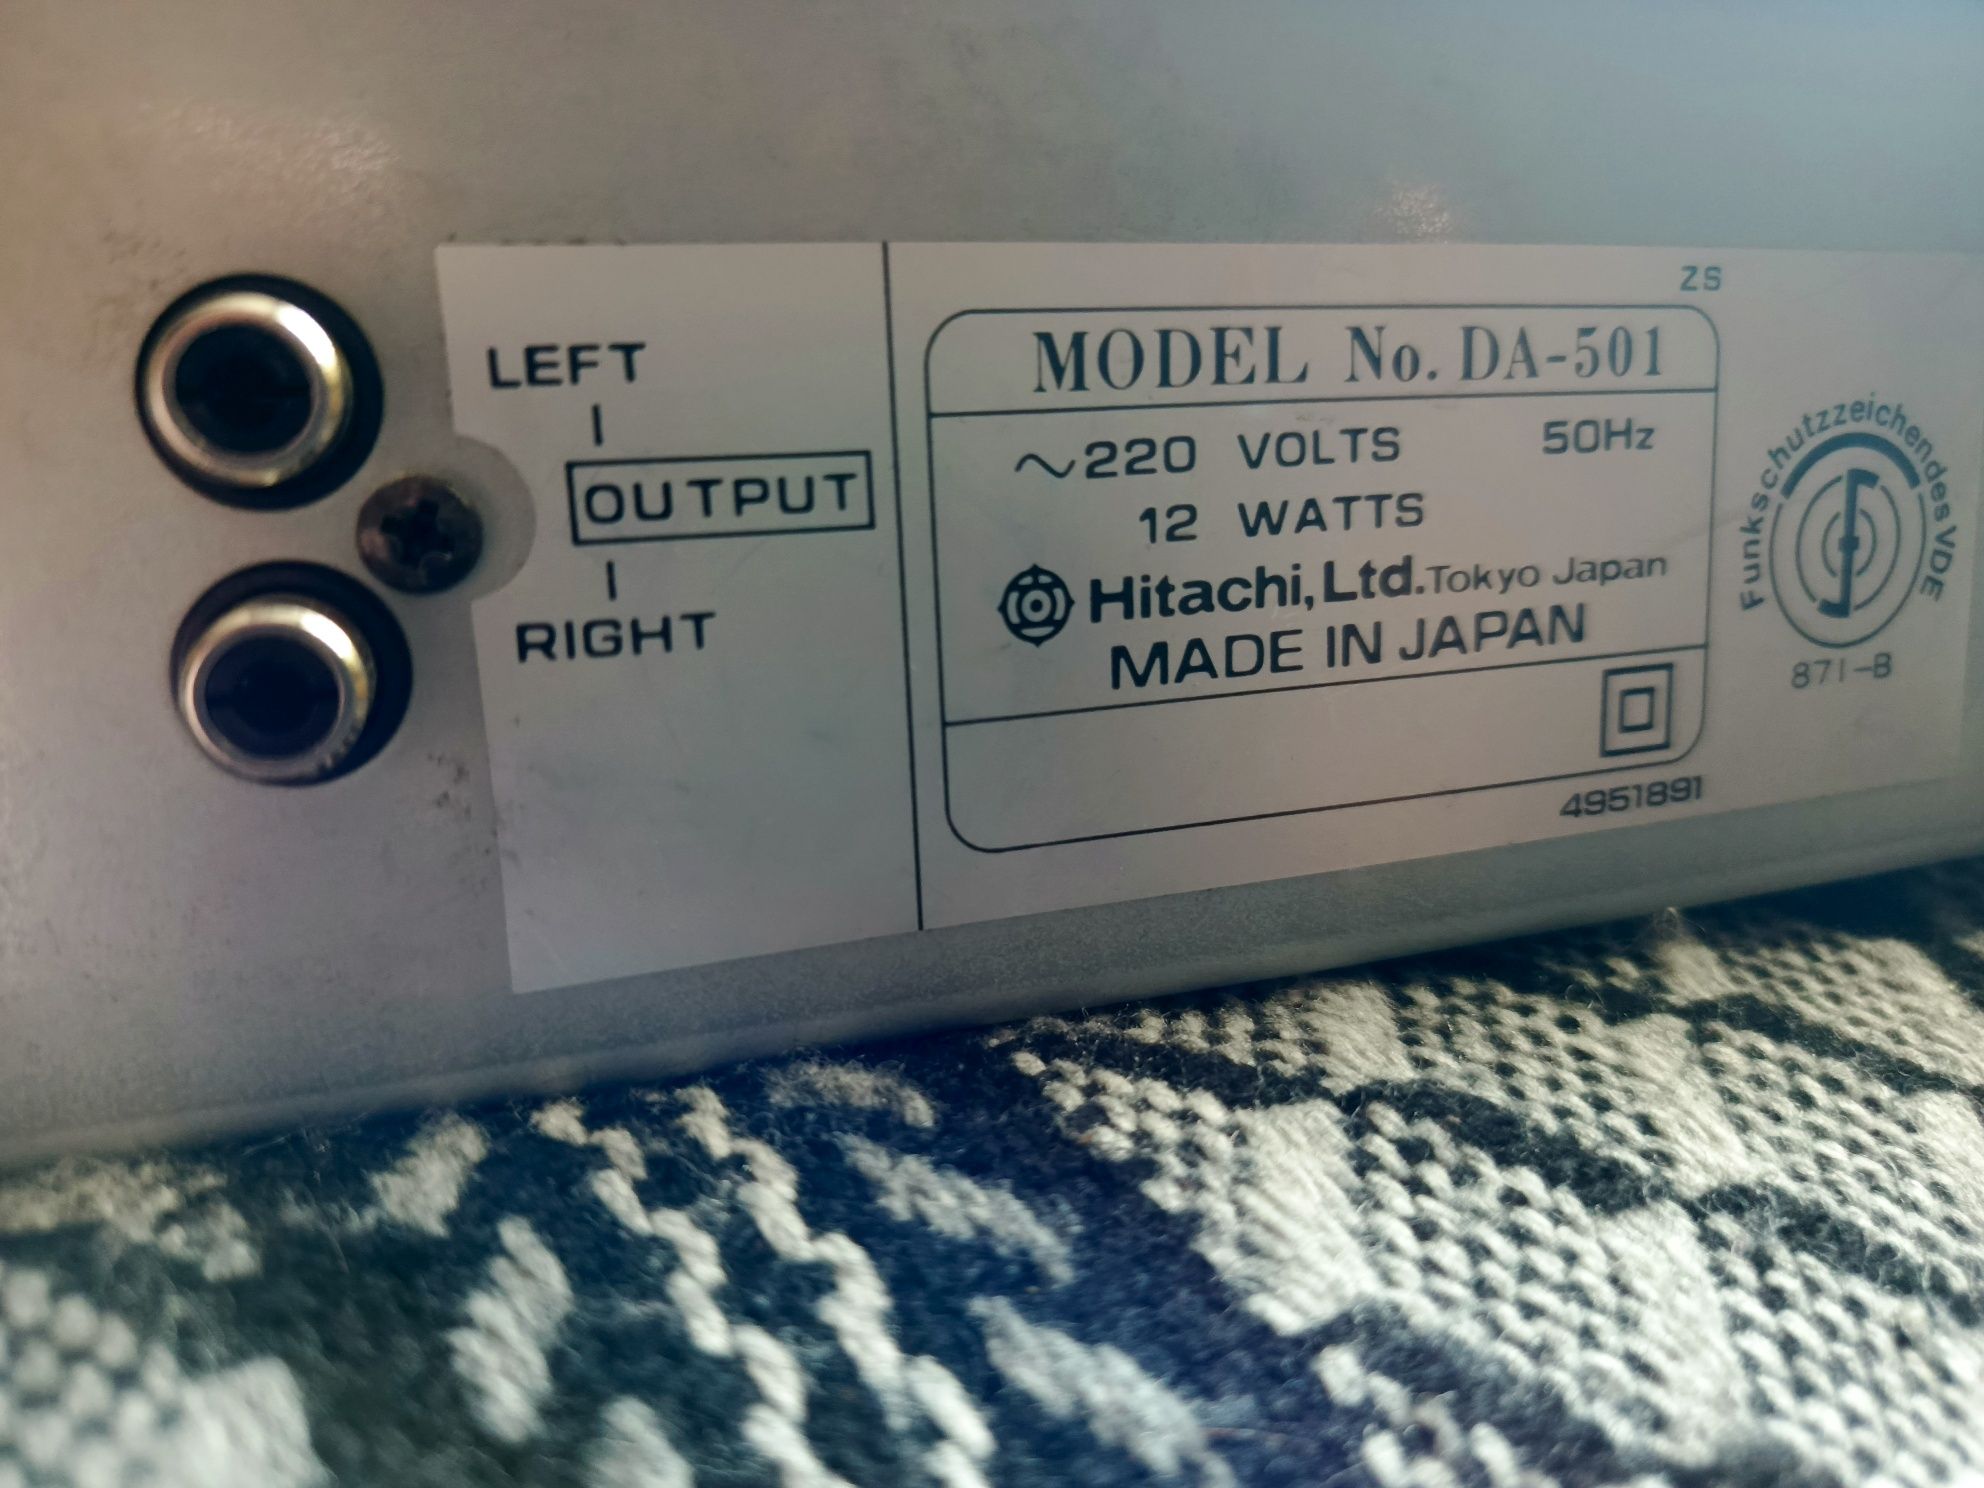 LEFT
OUTPUT
RIGHT
ZS
MODEL No. DA-501
~220 VOLTS 50Hz
12 WATTS
Hitachi, Ltd. Tokyo Japan
MADE IN JAPAN
4951891
Funkschutzzeichen des VDE
871-B